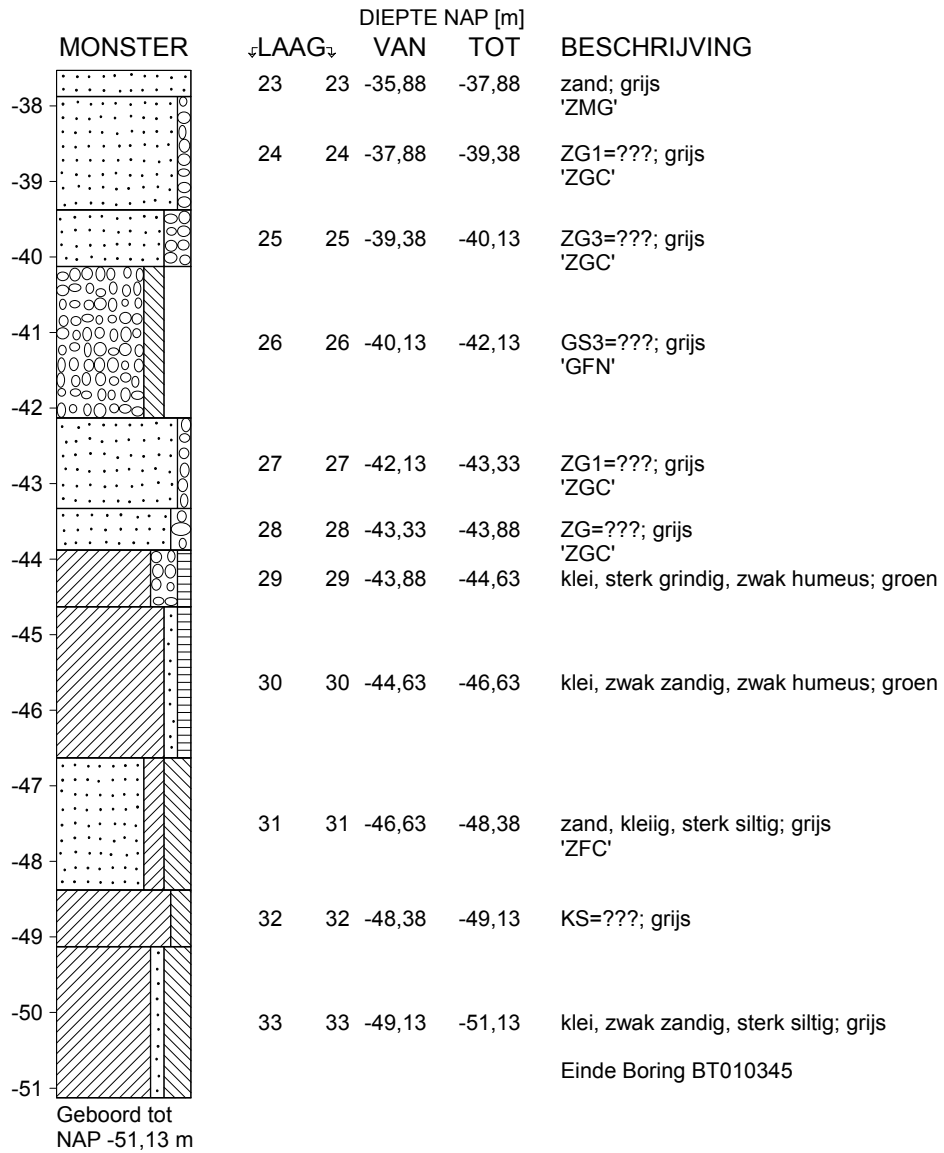 DIEPTE NAP [m]
MONSTER LAAG VAN TOT BESCHRIJVING
23 23 -35,88 -37,88 zand; grijs
'ZMG'
-38
24 24 -37,88 -39,38 ZG1=???; grijs
'ZGC'
-39
25 25 -39,38 -40,13 ZG3=???; grijs
'ZGC'
-40
-41
26 26 -40,13 -42,13 GS3=???; grijs
'GFN'
-42
27 27 -42,13 -43,33 ZG1=???; grijs
'ZGC'
-43
28 28 -43,33 -43,88 ZG=???; grijs
'ZGC'
-44
29 29 -43,88 -44,63 klei, sterk grindig, zwak humeus; groen
-45
30 30 -44,63 -46,63 klei, zwak zandig, zwak humeus; groen
-46
-47
31 31 -46,63 -48,38 zand, kleiig, sterk siltig; grijs
'ZFC'
-48
32 32 -48,38 -49,13 KS=???; grijs
-49
-50
33 33 -49,13 -51,13 klei, zwak zandig, sterk siltig; grijs
Einde Boring BT010345
-51
Geboord tot
NAP -51,13 m